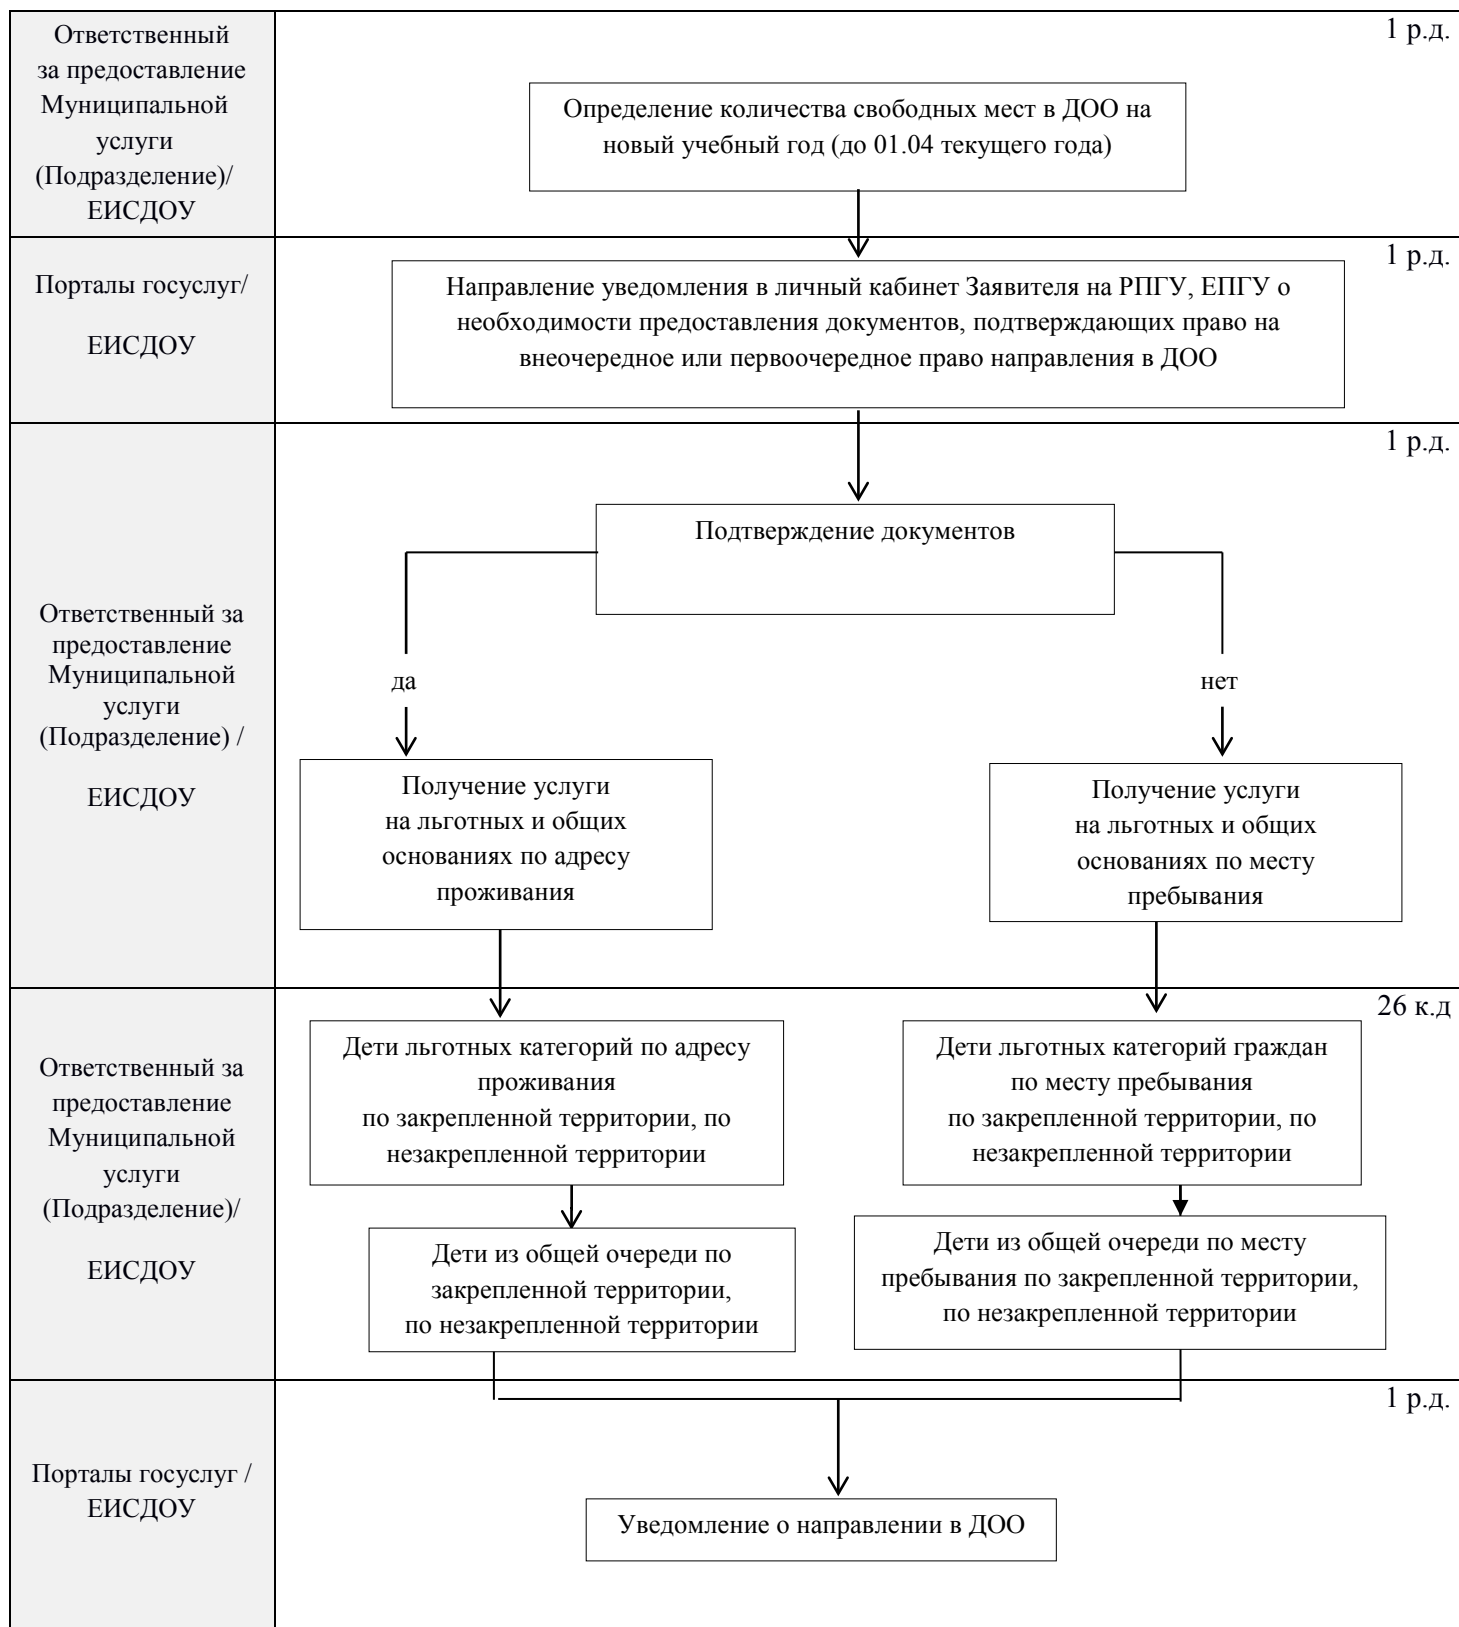 Ответственный
за предоставление
Муниципальной
услуги
(Подразделение)/
ЕИСДОУ
1 р.д.
Определение количества свободных мест в ДОО на
новый учебный год (до 01.04 текущего года)
Порталы госуслуг/
ЕИСДОУ
1 р.д.
Направление уведомления в личный кабинет Заявителя на РПГУ, ЕПГУ о
необходимости предоставления документов, подтверждающих право на
внеочередное или первоочередное право направления в ДОО
Ответственный за
предоставление
Муниципальной
услуги
(Подразделение) /
ЕИСДОУ
1 р.д.
Подтверждение документов
да
нет
Получение услуги
на льготных и общих
основаниях по адресу
проживания
Получение услуги
на льготных и общих
основаниях по месту
пребывания
Ответственный за
предоставление
Муниципальной
услуги
(Подразделение)/
ЕИСДОУ
26 к.д
Дети льготных категорий по адресу
проживания
по закрепленной территории, по
незакрепленной территории
Дети льготных категорий граждан
по месту пребывания
по закрепленной территории, по
незакрепленной территории
Дети из общей очереди по
закрепленной территории,
по незакрепленной территории
Дети из общей очереди по месту
пребывания по закрепленной территории,
по незакрепленной территории
Порталы госуслуг /
ЕИСДОУ
1 р.д.
Уведомление о направлении в ДОО